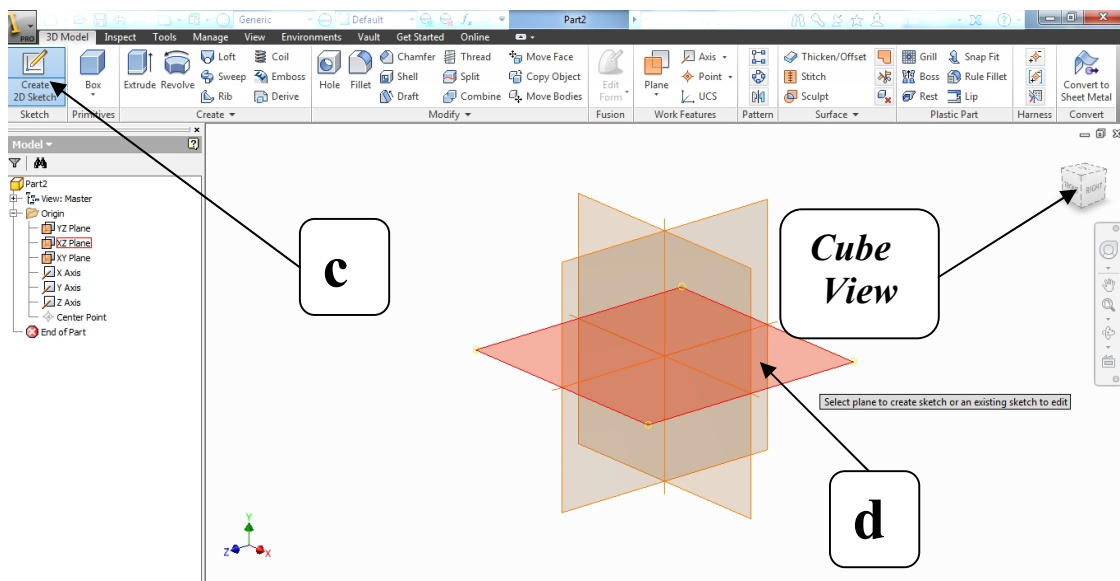 Generic Default Part2
PRO 3D Model Inspect Tools Manage View Environments Vault Get Started Online
Create 2D Sketch
Box
Extrude Revolve
Loft Coil
Sweep Emboss
Rib Derive
Hole Fillet
Chamfer Thread Move Face
Shell Split Copy Object
Draft Combine Move Bodies
Edit Form
Plane
Axis
Point
UCS
Thicken/Offset
Stitch
Sculpt
Grill Snap Fit
Boss Rule Fillet
Rest Lip
Convert to Sheet Metal
Sketch Primitives Create Modify Fusion Work Features Pattern Surface Plastic Part Harness Convert
Model
Part2
View: Master
Origin
YZ Plane
XZ Plane
XY Plane
X Axis
Y Axis
Z Axis
Center Point
End of Part
c
Cube
View
RIGHT
Select plane to create sketch or an existing sketch to edit
d
Y
Z X